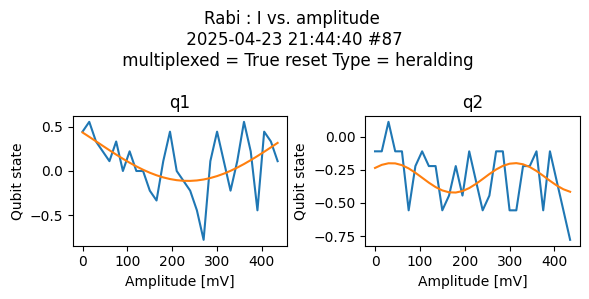 Rabi : I vs. amplitude
2025-04-23 21:44:40 #87
multiplexed = True reset Type = heralding
q1
q2
Qubit state
0.5
0.0
−0.5
0
100
200
300
400
Amplitude [mV]
Qubit state
0.00
−0.25
−0.50
−0.75
0
100
200
300
400
Amplitude [mV]